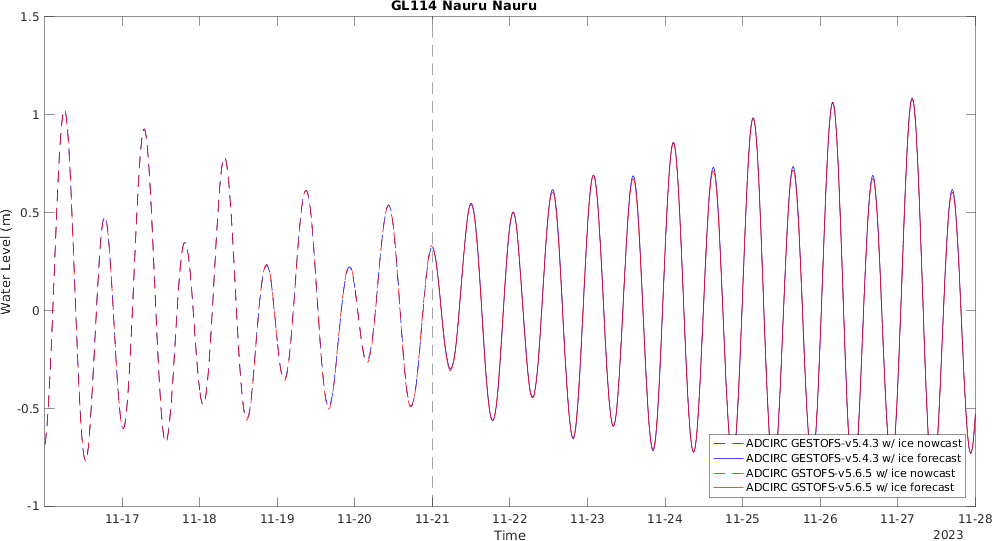 GL114 Nauru Nauru
1.5
1
0.5
0
-0.5
-1
Water Level (m)
11-17 11-18 11-19 11-20 11-21 11-22 11-23 11-24 11-25 11-26 11-27 11-28
Time
2023
ADCIRC GESTOFS-v5.4.3 w/ ice nowcast
ADCIRC GESTOFS-v5.4.3 w/ ice forecast
ADCIRC GSTOFS-v5.6.5 w/ ice nowcast
ADCIRC GSTOFS-v5.6.5 w/ ice forecast